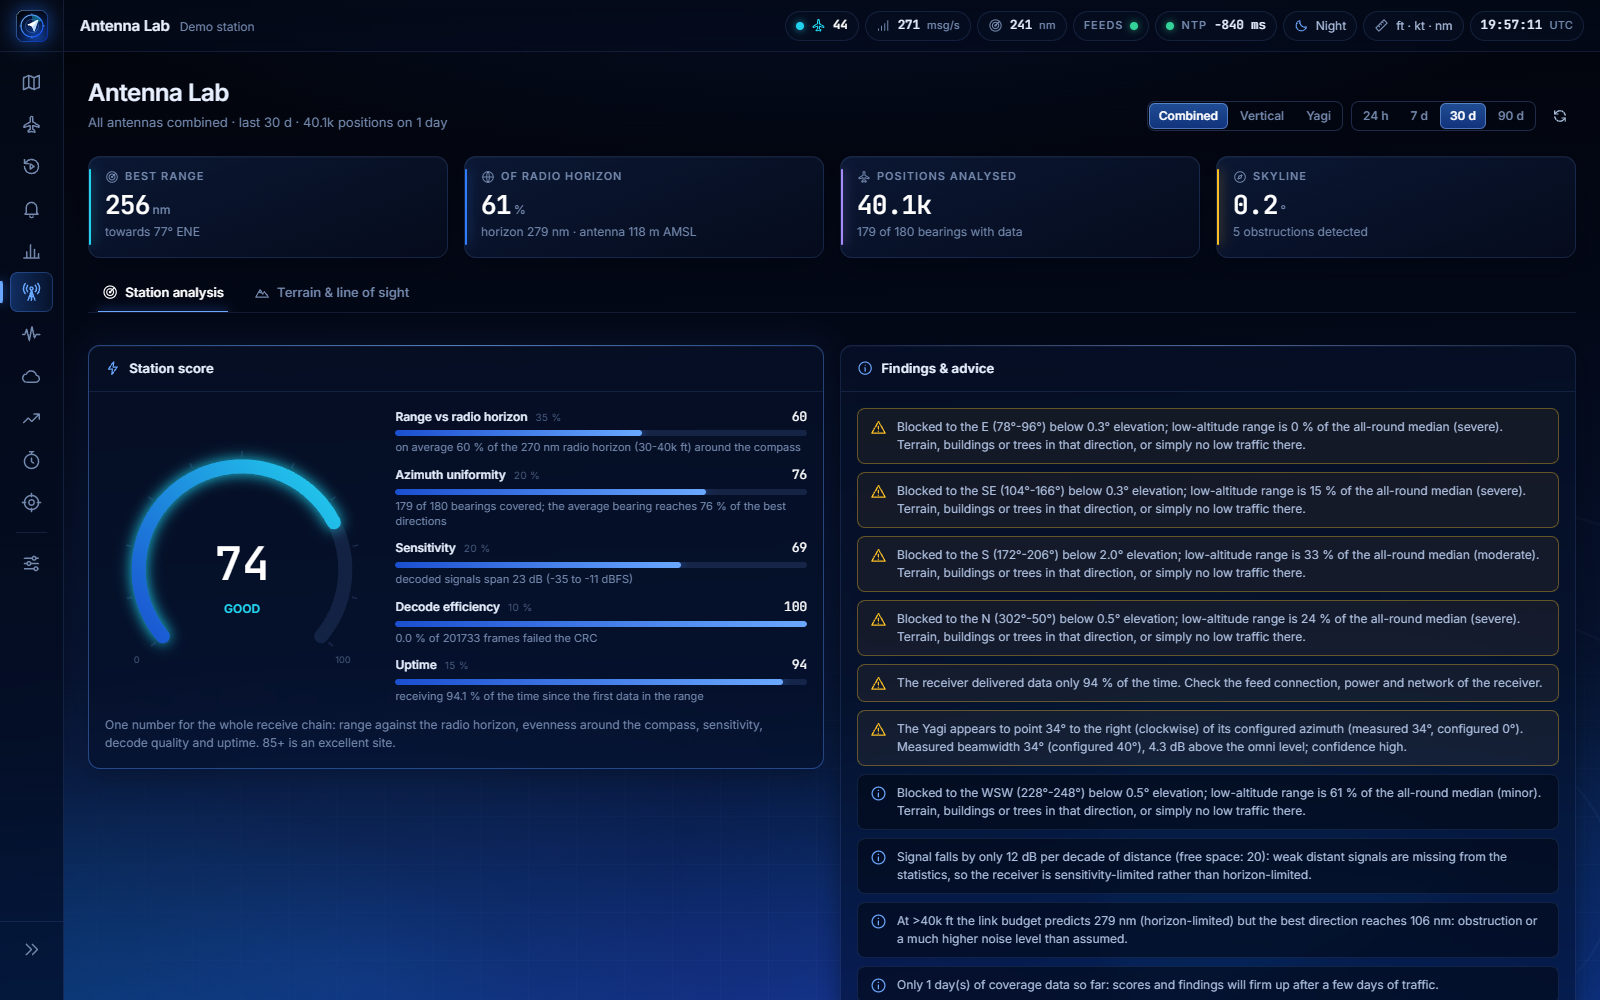 Antenna Lab Demo station
44
271 msg/s
241 nm
FEEDS
NTP -840 ms
Night
ft · kt · nm
19:57:11 UTC
Antenna Lab
All antennas combined · last 30 d · 40.1k positions on 1 day
Combined Vertical Yagi
24 h 7 d 30 d 90 d
BEST RANGE
256 nm
towards 77° ENE
OF RADIO HORIZON
61 %
horizon 279 nm · antenna 118 m AMSL
POSITIONS ANALYSED
40.1k
179 of 180 bearings with data
SKYLINE
0.2 °
5 obstructions detected
Station analysis
Terrain & line of sight
Station score
74
GOOD
0
100
Range vs radio horizon 35 % 60
on average 60 % of the 270 nm radio horizon (30-40k ft) around the compass
Azimuth uniformity 20 % 76
179 of 180 bearings covered; the average bearing reaches 76 % of the best
directions
Sensitivity 20 % 69
decoded signals span 23 dB (-35 to -11 dBFS)
Decode efficiency 10 % 100
0.0 % of 201733 frames failed the CRC
Uptime 15 % 94
receiving 94.1 % of the time since the first data in the range
One number for the whole receive chain: range against the radio horizon, evenness around the compass, sensitivity,
decode quality and uptime. 85+ is an excellent site.
Findings & advice
Blocked to the E (78°-96°) below 0.3° elevation; low-altitude range is 0 % of the all-round median (severe).
Terrain, buildings or trees in that direction, or simply no low traffic there.
Blocked to the SE (104°-166°) below 0.3° elevation; low-altitude range is 15 % of the all-round median (severe).
Terrain, buildings or trees in that direction, or simply no low traffic there.
Blocked to the S (172°-206°) below 2.0° elevation; low-altitude range is 33 % of the all-round median (moderate).
Terrain, buildings or trees in that direction, or simply no low traffic there.
Blocked to the N (302°-50°) below 0.5° elevation; low-altitude range is 24 % of the all-round median (severe).
Terrain, buildings or trees in that direction, or simply no low traffic there.
The receiver delivered data only 94 % of the time. Check the feed connection, power and network of the receiver.
The Yagi appears to point 34° to the right (clockwise) of its configured azimuth (measured 34°, configured 0°).
Measured beamwidth 34° (configured 40°), 4.3 dB above the omni level; confidence high.
Blocked to the WSW (228°-248°) below 0.5° elevation; low-altitude range is 61 % of the all-round median (minor).
Terrain, buildings or trees in that direction, or simply no low traffic there.
Signal falls by only 12 dB per decade of distance (free space: 20): weak distant signals are missing from the
statistics, so the receiver is sensitivity-limited rather than horizon-limited.
At >40k ft the link budget predicts 279 nm (horizon-limited) but the best direction reaches 106 nm: obstruction or
a much higher noise level than assumed.
Only 1 day(s) of coverage data so far: scores and findings will firm up after a few days of traffic.